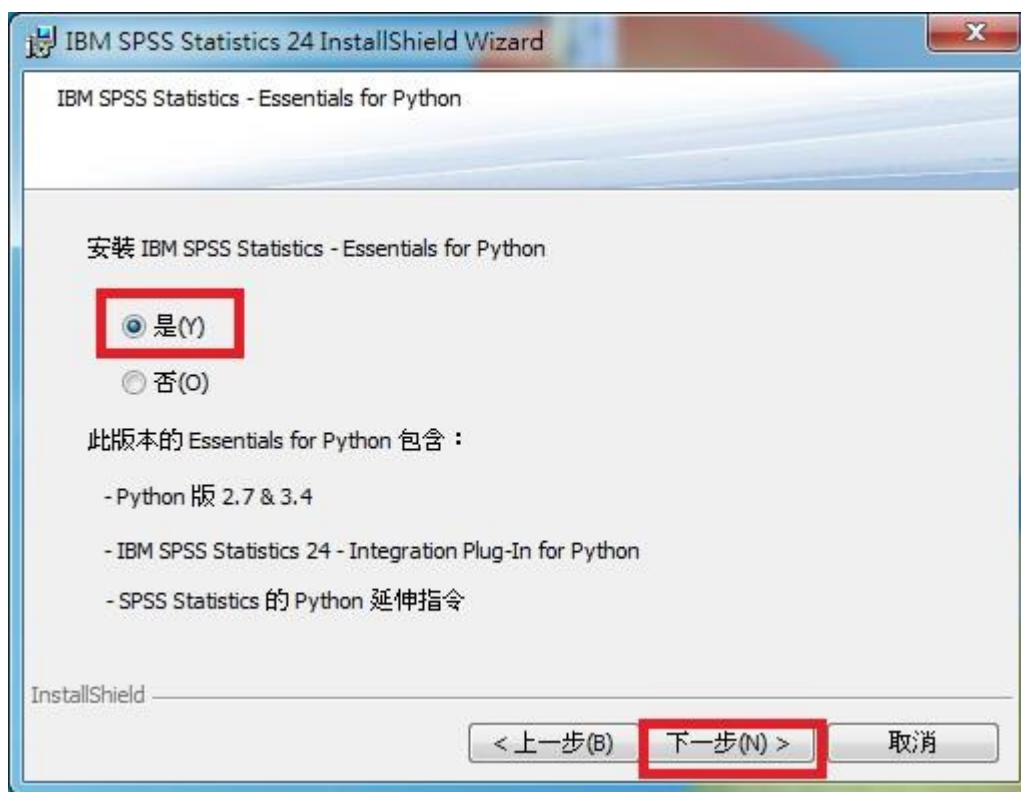 IBM SPSS Statistics 24 InstallShield Wizard
IBM SPSS Statistics - Essentials for Python
安裝 IBM SPSS Statistics - Essentials for Python
是(Y)
否(O)
此版本的 Essentials for Python 包含：
- Python 版 2.7 & 3.4
- IBM SPSS Statistics 24 - Integration Plug-In for Python
- SPSS Statistics 的 Python 延伸指令
InstallShield
< 上一步(B) 下一步(N) > 取消